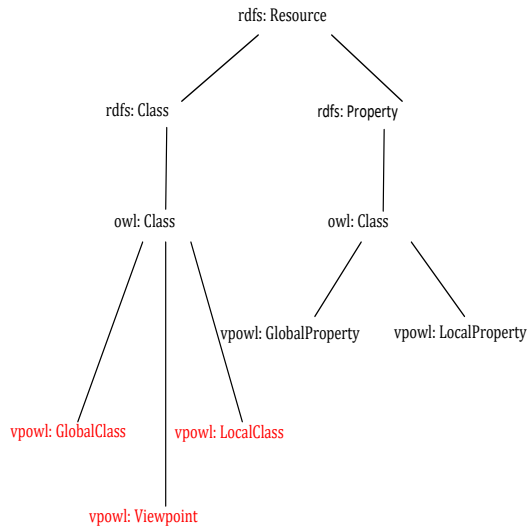 rdfs: Resource
rdfs: Class
rdfs: Property
owl: Class
owl: Class
vpowl: GlobalProperty
vpowl: LocalProperty
vpowl: GlobalClass
vpowl: LocalClass
vpowl: Viewpoint